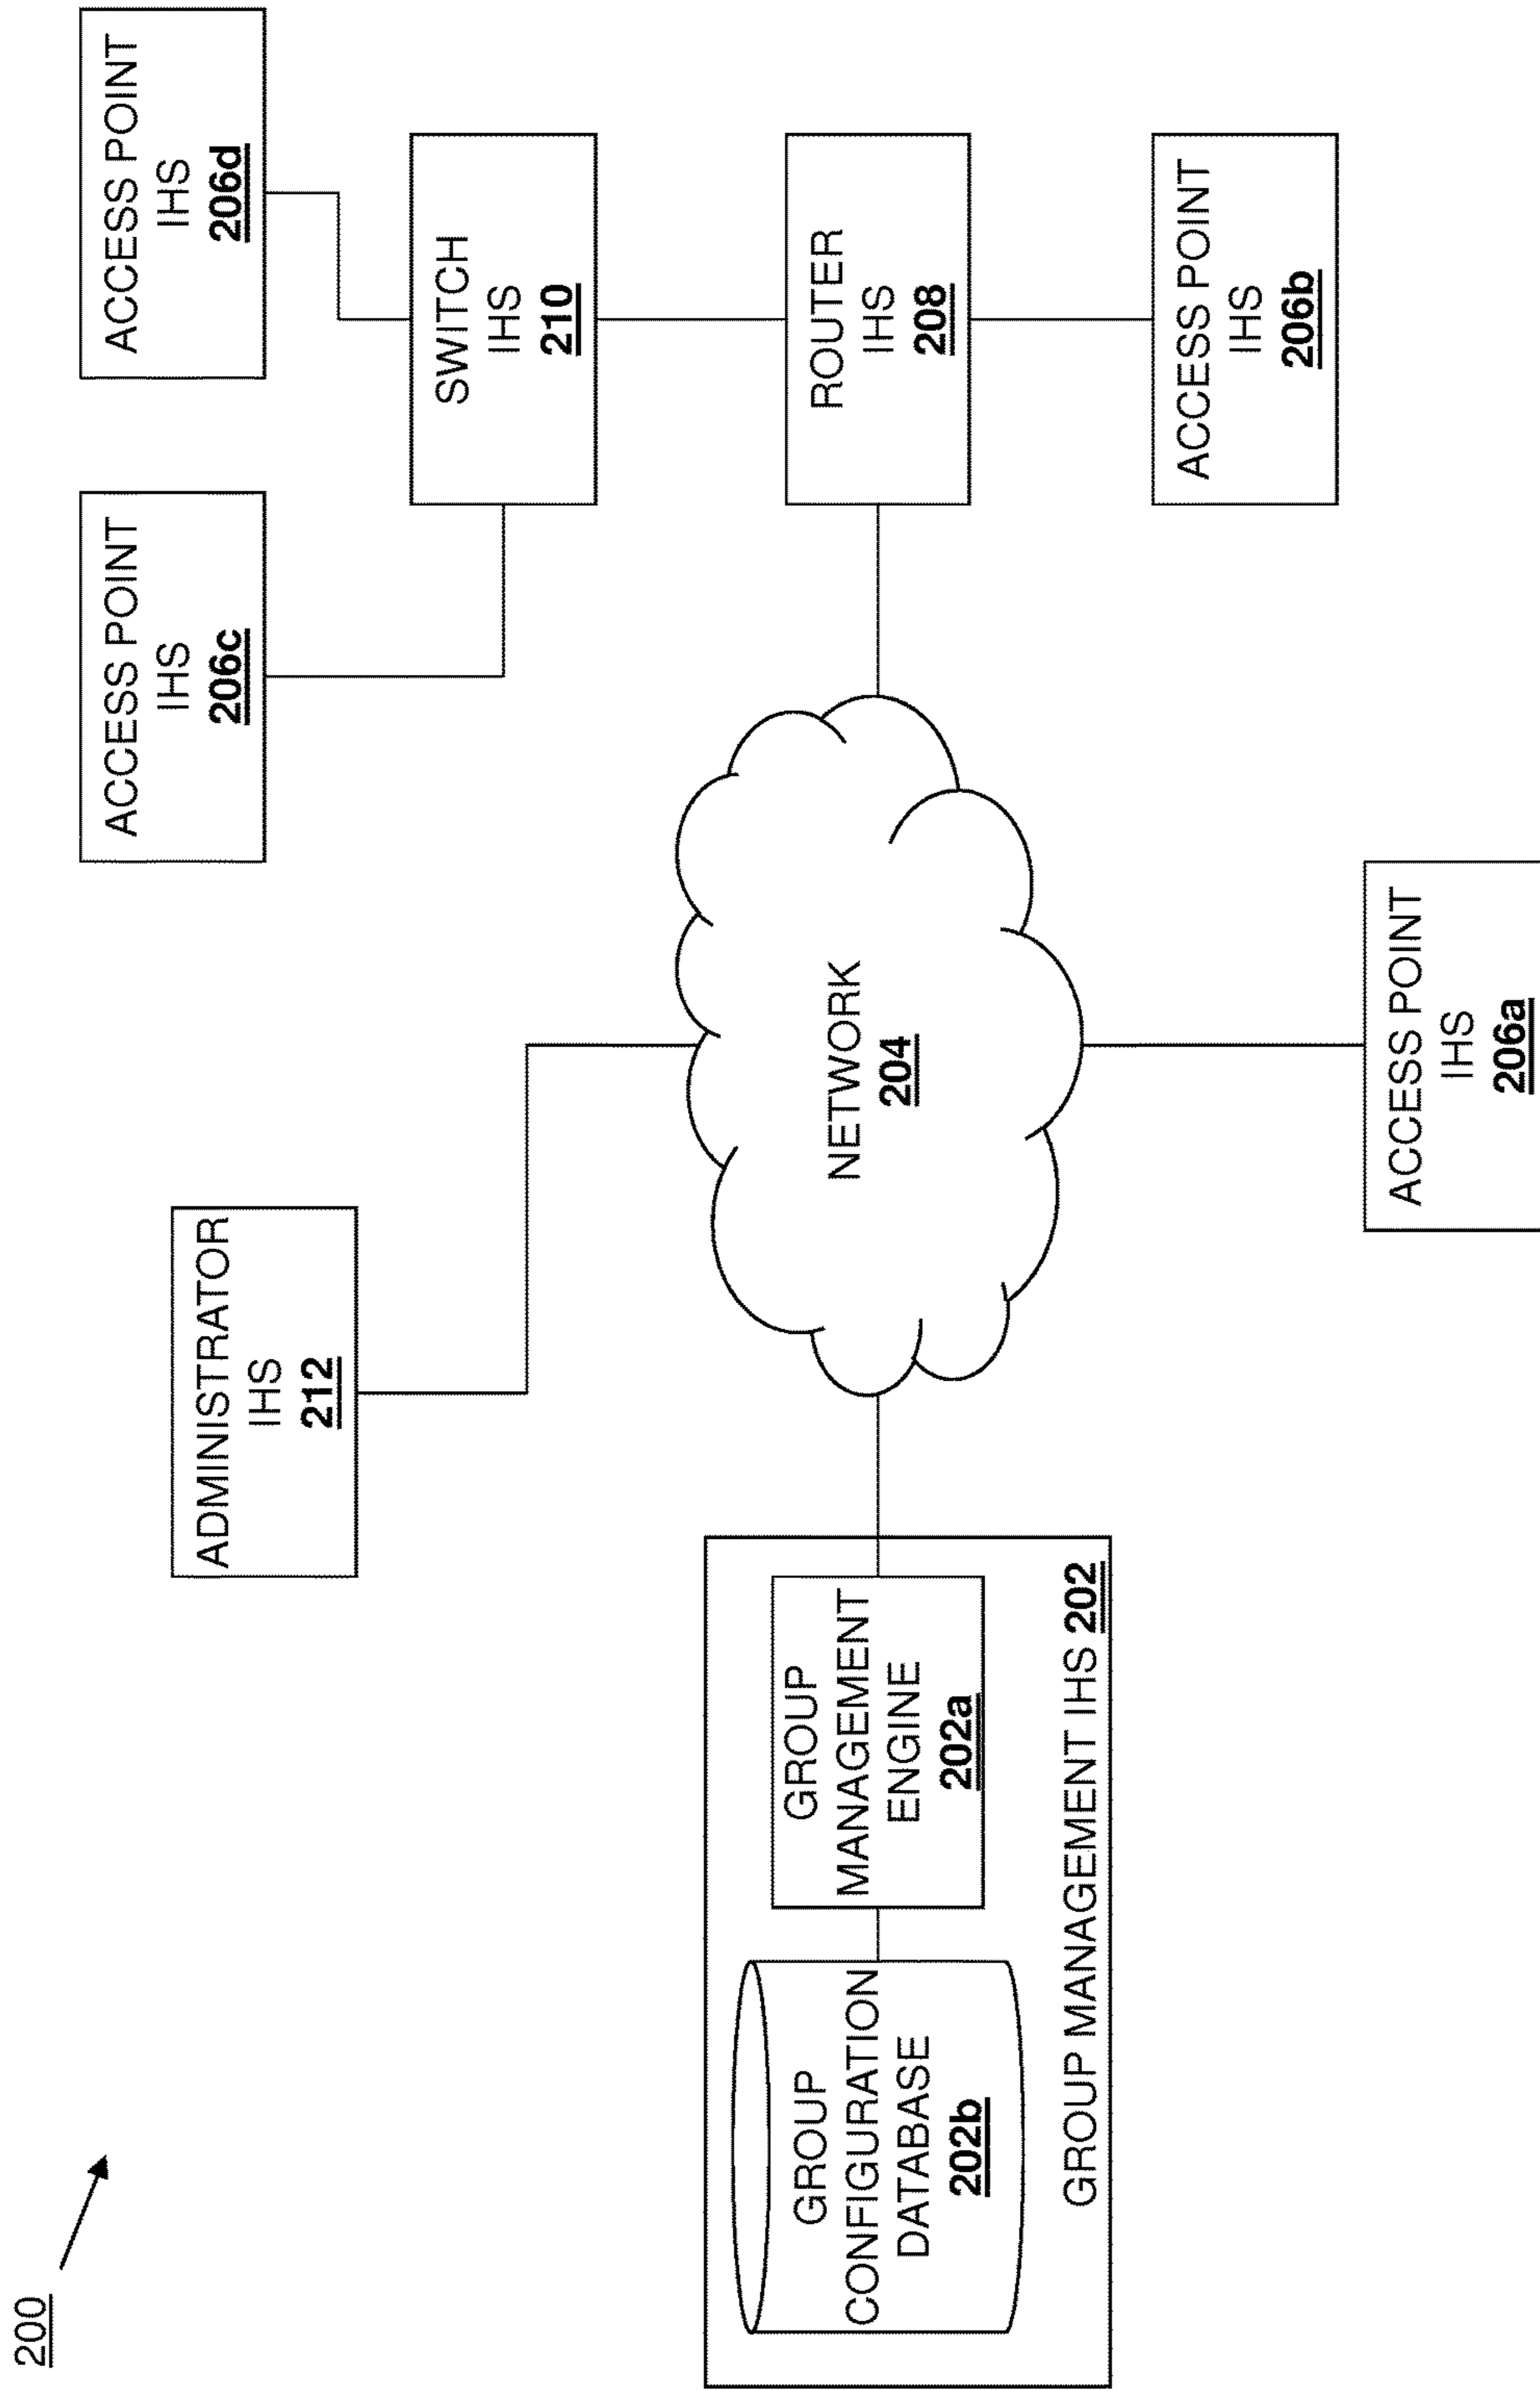 200
ACCESS POINT
IHS
206c
ACCESS POINT
IHS
206d
ADMINISTRATOR
IHS
212
SWITCH
IHS
210
GROUP
CONFIGURATION
DATABASE
202b
GROUP
MANAGEMENT
ENGINE
202a
GROUP MANAGEMENT IHS 202
NETWORK
204
ROUTER
IHS
208
ACCESS POINT
IHS
206b
ACCESS POINT
IHS
206a